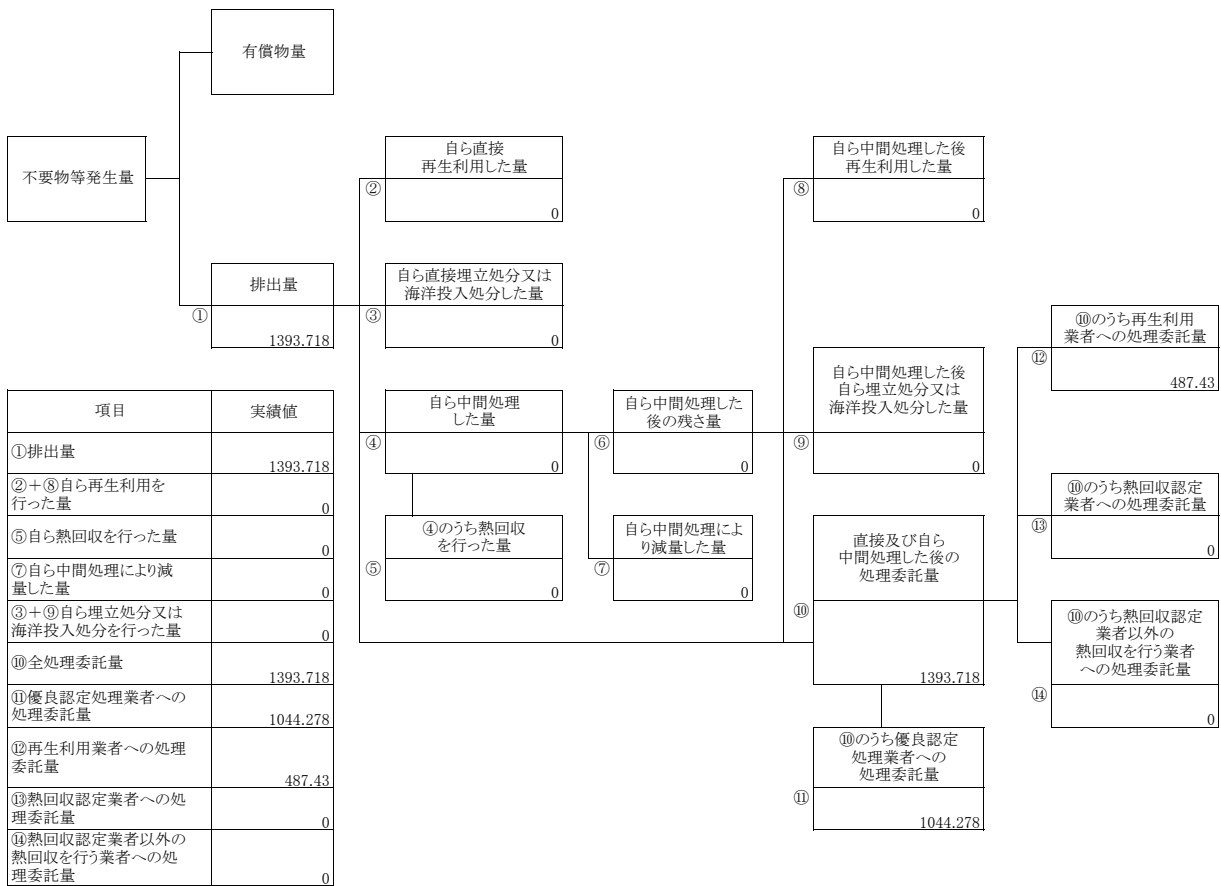 有償物量
不要物等発生量
自ら直接
再生利用した量
②
0
自ら中間処理した後
再生利用した量
⑧
0
排出量
①
1393.718
自ら直接埋立処分又は
海洋投入処分した量
③
0
⑩のうち再生利用
業者への処理委託量
⑫
487.43
自ら中間処理
した量
④
0
自ら中間処理した
後の残さ量
⑥
0
自ら中間処理した後
自ら埋立処分又は
海洋投入処分した量
⑨
0
⑩のうち熱回収認定
業者への処理委託量
⑬
0
④のうち熱回収
を行った量
⑤
0
自ら中間処理によ
り減量した量
⑦
0
直接及び自ら
中間処理した後の
処理委託量
⑩
1393.718
⑩のうち熱回収認定
業者以外の
熱回収を行う業者
への処理委託量
⑭
0
⑩のうち優良認定
処理業者への
処理委託量
⑪
1044.278
項目 実績値
①排出量
1393.718
②+⑧自ら再生利用を
行った量
0
⑤自ら熱回収を行った量
0
⑦自ら中間処理により減
量した量
0
③+⑨自ら埋立処分又は
海洋投入処分を行った量
0
⑩全処理委託量
1393.718
⑪優良認定処理業者への
処理委託量
1044.278
⑫再生利用業者への処理
委託量
487.43
⑬熱回収認定業者への処
理委託量
0
⑭熱回収認定業者以外の
熱回収を行う業者への処
理委託量
0